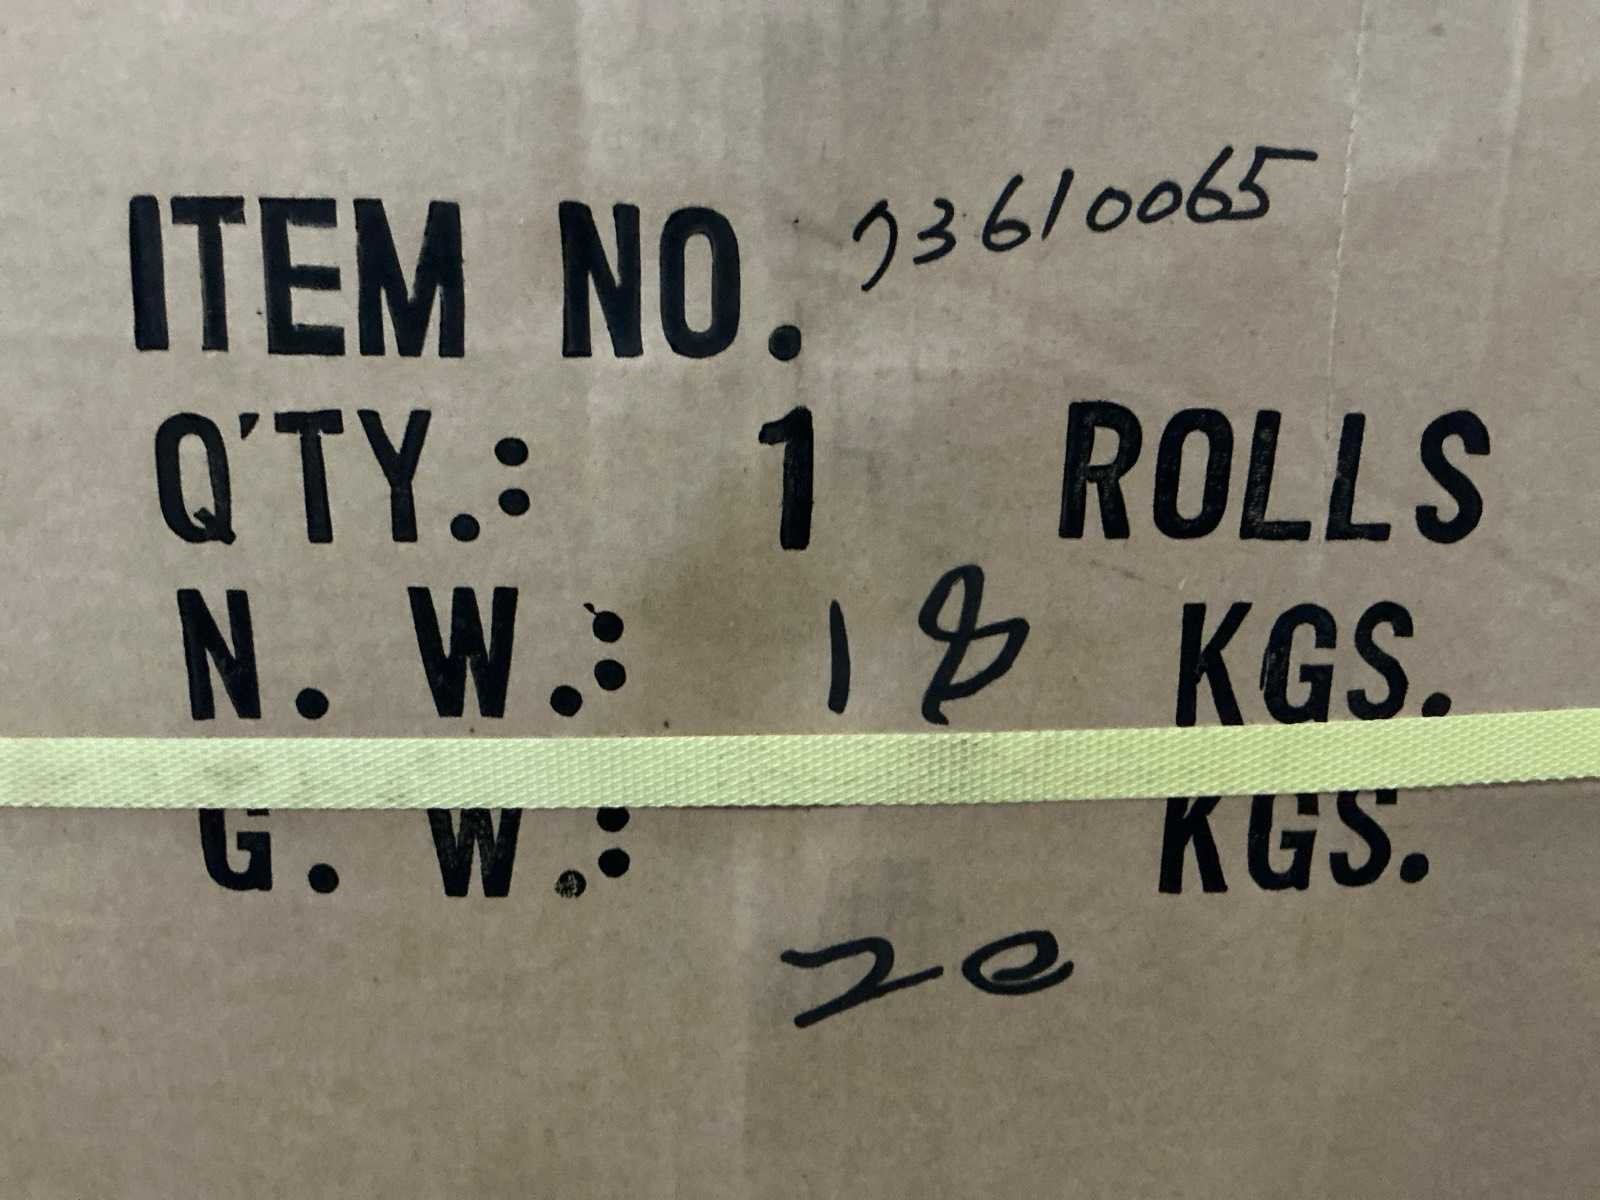 ITEM NO. 73610065
Q'TY.: 1 ROLLS
N. W.: 18 KGS.
G. W.: KGS.
20